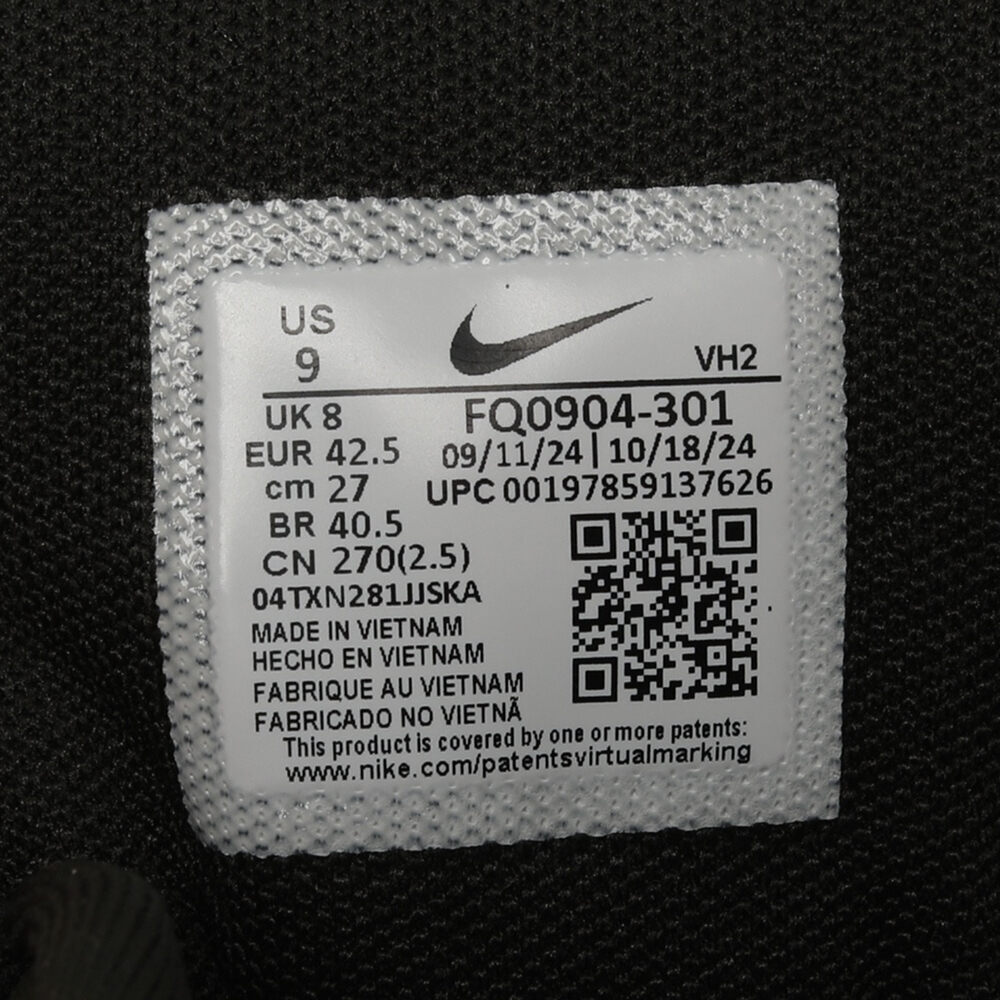 US
9
VH2
UK 8
FQ0904-301
EUR 42.5
09/11/24 | 10/18/24
cm 27
UPC 00197859137626
BR 40.5
CN 270(2.5)
04TXN281JJSKA
MADE IN VIETNAM
HECHO EN VIETNAM
FABRIQUE AU VIETNAM
FABRICADO NO VIETNÃ
This product is covered by one or more patents:
www.nike.com/patentsvirtualmarking